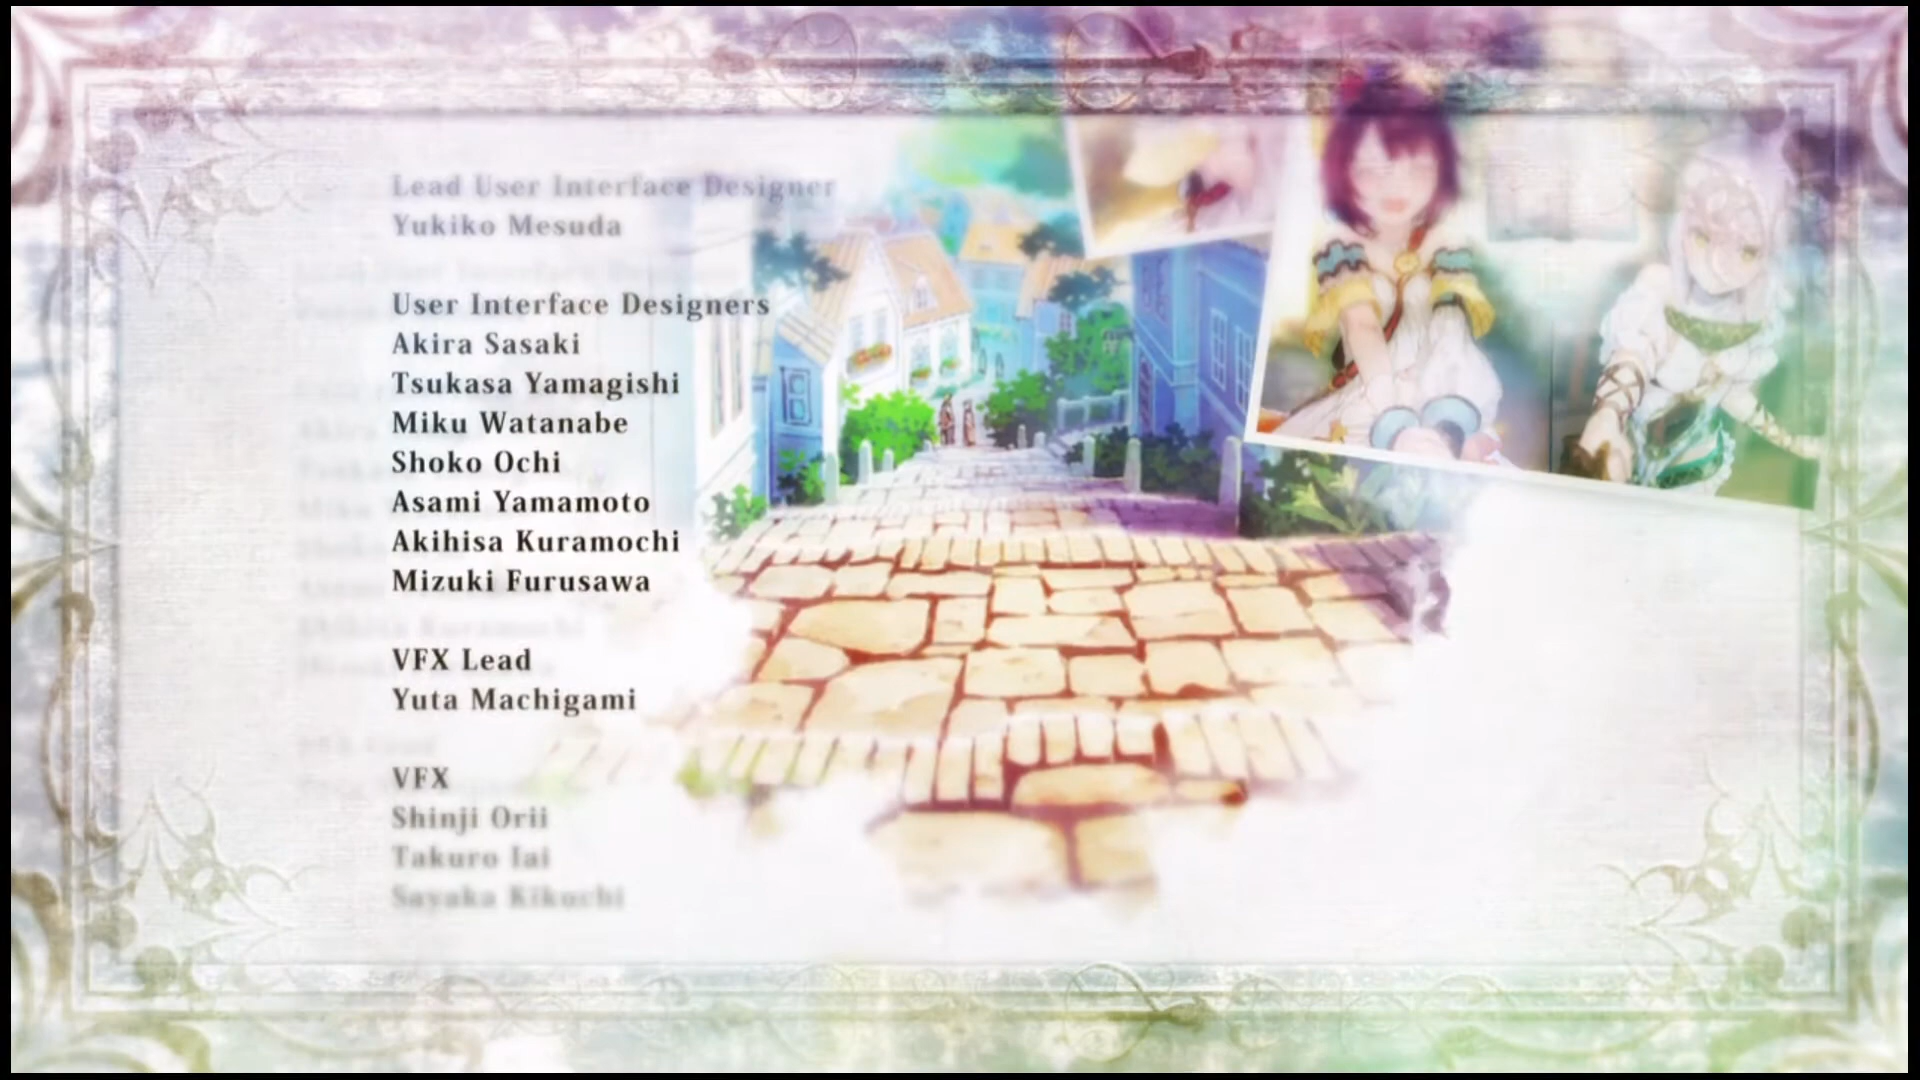 Lead User Interface Designer
Yukiko Mesuda
User Interface Designers
Akira Sasaki
Tsukasa Yamagishi
Miku Watanabe
Shoko Ochi
Asami Yamamoto
Akihisa Kuramochi
Mizuki Furusawa
VFX Lead
Yuta Machigami
VFX
Shinji Orii
Takuro Iai
Sayaka Kikuchi